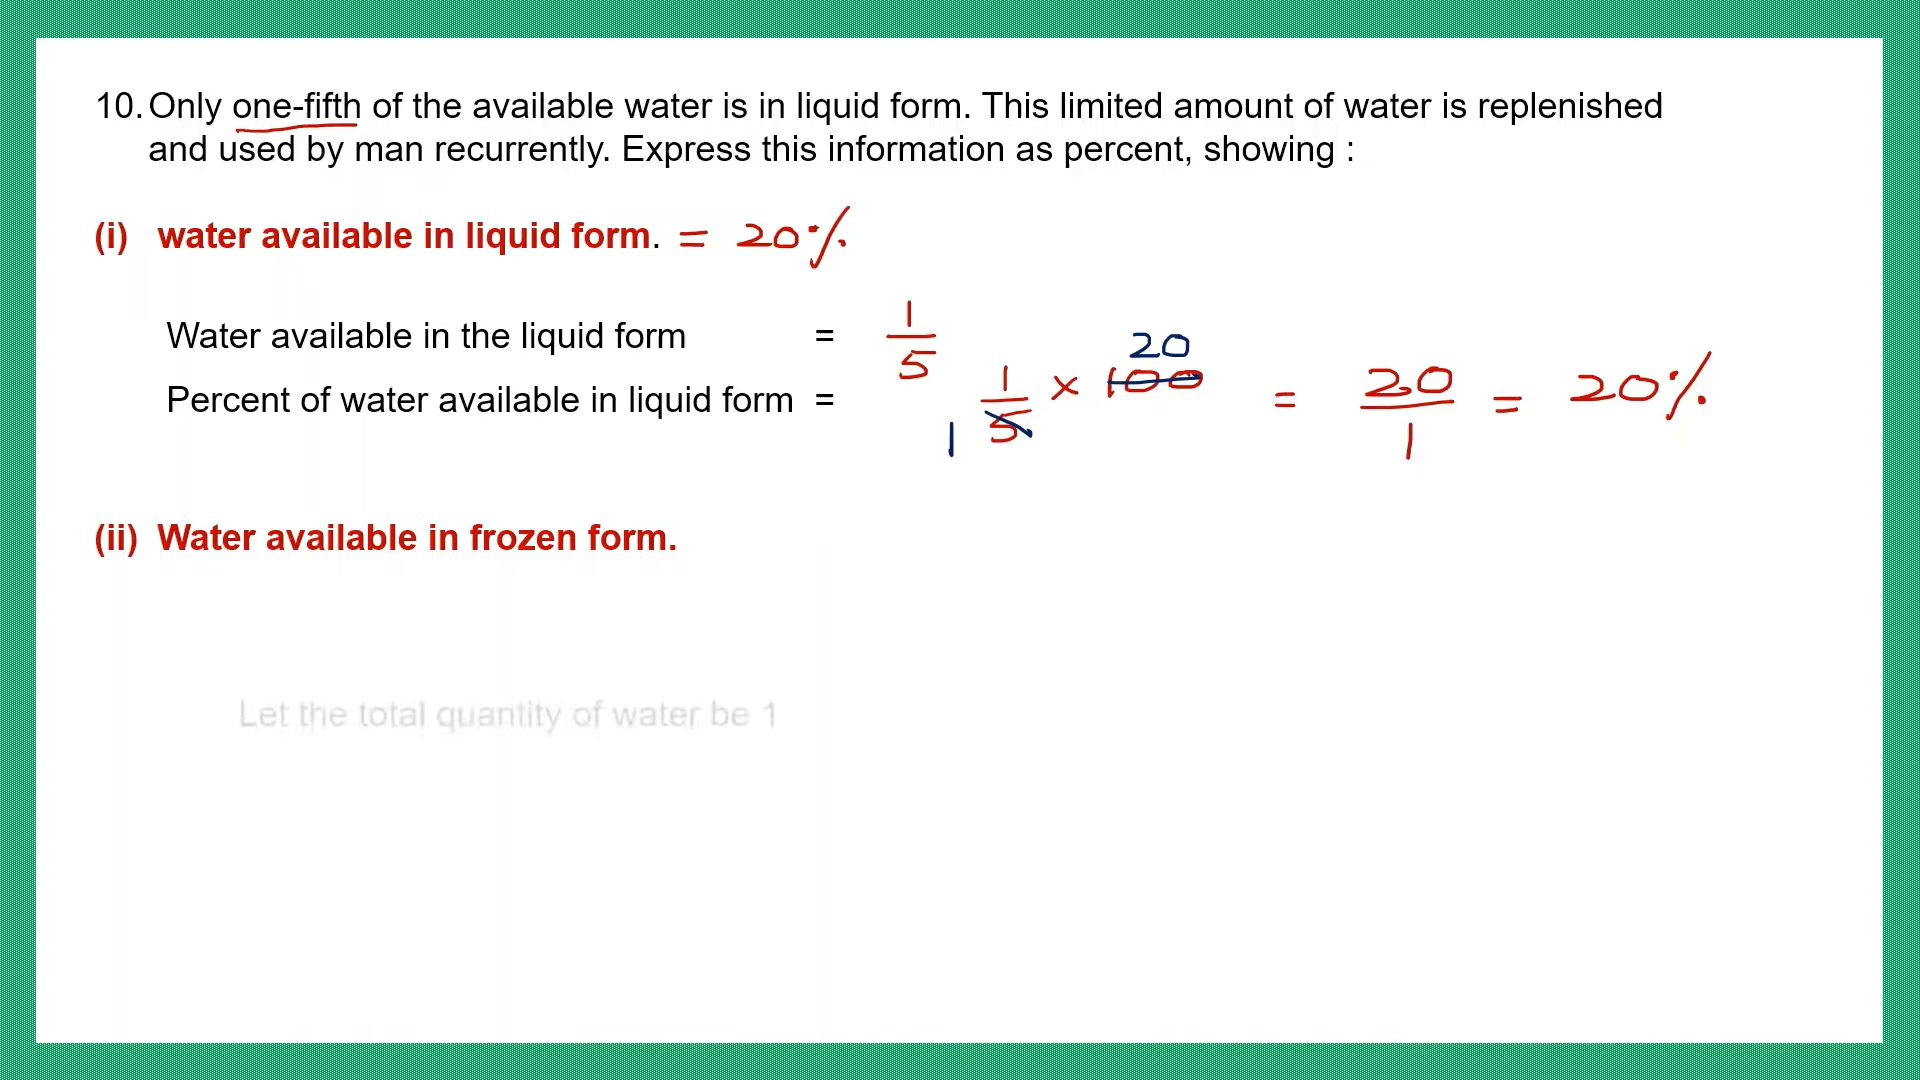 10. Only one-fifth of the available water is in liquid form. This limited amount of water is replenished
and used by man recurrently. Express this information as percent, showing :
(i) water available in liquid form. = 20%
Water available in the liquid form = 1/5
Percent of water available in liquid form = 1/5 × 100 = 20/1 = 20%
20
1
(ii) Water available in frozen form.
Let the total quantity of water be 1